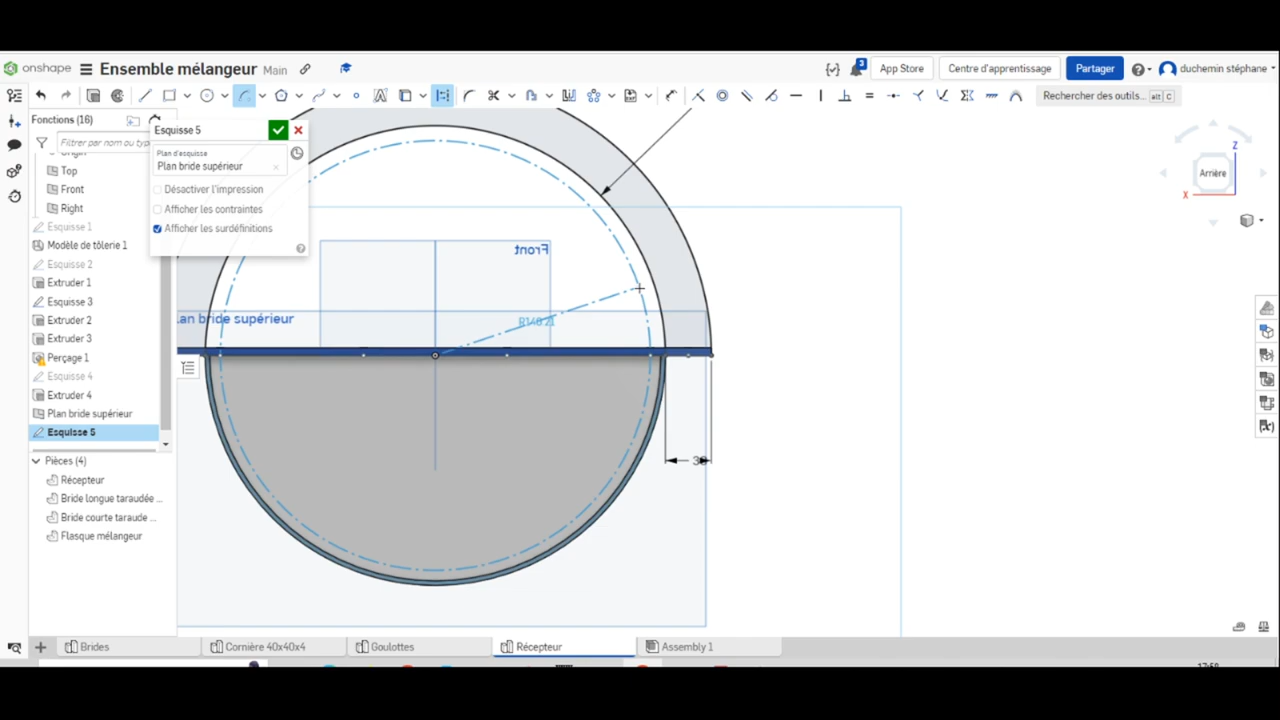 onshape Ensemble mélangeur Main
3 App Store Centre d'apprentissage Partager duchemin stéphane
Rechercher des outils... alt C
Fonctions (16)
Filtrer par nom ou typ
Esquisse 5
Plan d'esquisse
Plan bride supérieur
Désactiver l'impression
Afficher les contraintes
Afficher les surdéfinitions
Origin
Top
Front
Right
Esquisse 1
Modèle de tôlerie 1
Esquisse 2
Extruder 1
Esquisse 3
Extruder 2
Extruder 3
Perçage 1
Esquisse 4
Extruder 4
Plan bride supérieur
Esquisse 5
Pièces (4)
Récepteur
Bride longue taraudée ...
Bride courte taraude ...
Flasque mélangeur
Front
lan bride supérieur
Z
Arrière
X
Brides
Cornière 40x40x4
Goulottes
Récepteur
Assembly 1